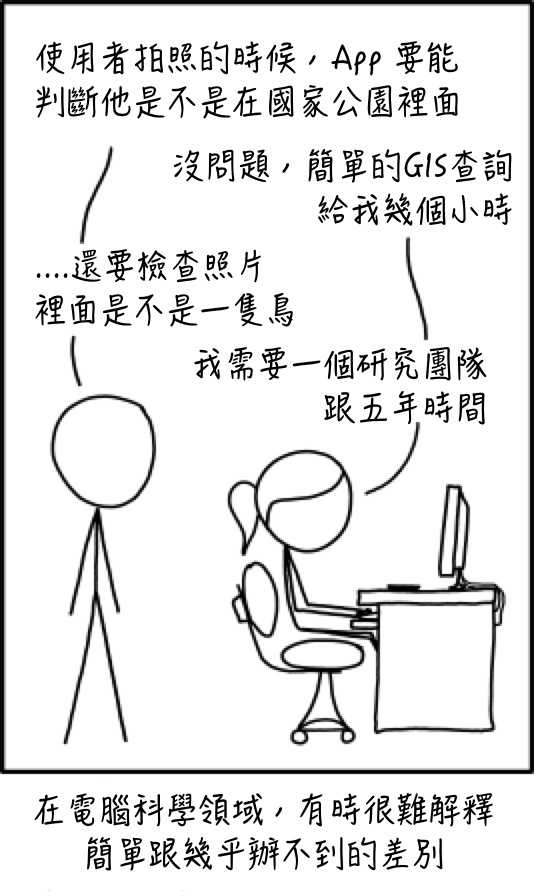 使用者拍照的時候，App 要能
判斷他是不是在國家公園裡面
沒問題，簡單的GIS查詢
給我幾個小時
....還要檢查照片
裡面是不是一隻鳥
我需要一個研究團隊
跟五年時間
在電腦科學領域，有時很難解釋
簡單跟幾乎辦不到的差別